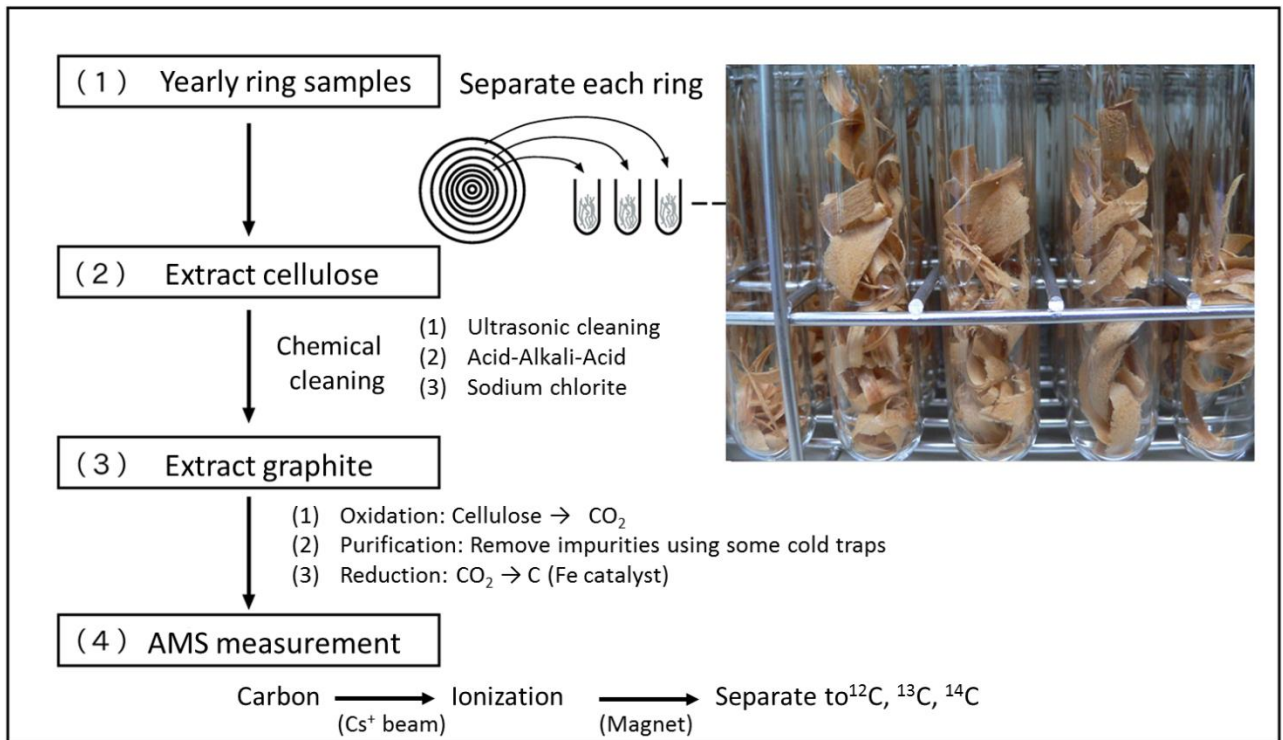 (1) Yearly ring samples
Separate each ring
(2) Extract cellulose
Chemical
cleaning
(1) Ultrasonic cleaning
(2) Acid-Alkali-Acid
(3) Sodium chlorite
(3) Extract graphite
(1) Oxidation: Cellulose → CO₂
(2) Purification: Remove impurities using some cold traps
(3) Reduction: CO₂ → C (Fe catalyst)
(4) AMS measurement
Carbon → Ionization → Separate to¹²C, ¹³C, ¹⁴C
(Cs⁺ beam) (Magnet)